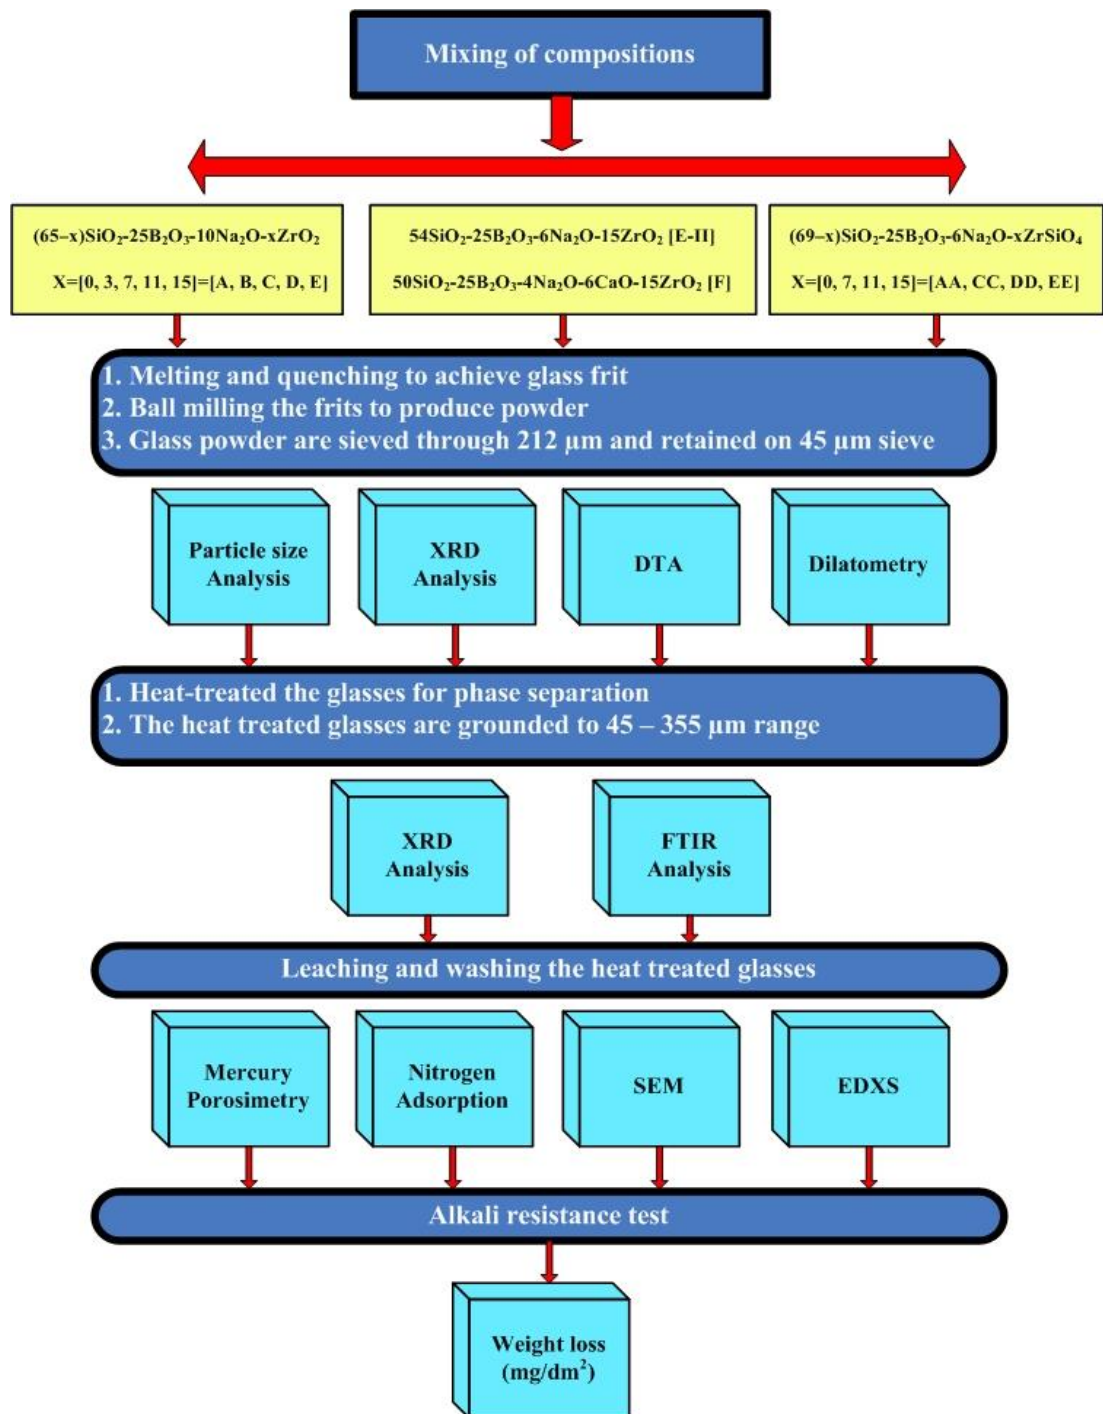 Mixing of compositions
(65–x)SiO₂-25B₂O₃-10Na₂O-xZrO₂
X=[0, 3, 7, 11, 15]=[A, B, C, D, E]
54SiO₂-25B₂O₃-6Na₂O-15ZrO₂ [E-II]
50SiO₂-25B₂O₃-4Na₂O-6CaO-15ZrO₂ [F]
(69–x)SiO₂-25B₂O₃-6Na₂O-xZrSiO₄
X=[0, 7, 11, 15]=[AA, CC, DD, EE]
1. Melting and quenching to achieve glass frit
2. Ball milling the frits to produce powder
3. Glass powder are sieved through 212 μm and retained on 45 μm sieve
Particle size
Analysis
XRD
Analysis
DTA
Dilatometry
1. Heat-treated the glasses for phase separation
2. The heat treated glasses are grounded to 45 – 355 μm range
XRD
Analysis
FTIR
Analysis
Leaching and washing the heat treated glasses
Mercury
Porosimetry
Nitrogen
Adsorption
SEM
EDXS
Alkali resistance test
Weight loss
(mg/dm²)